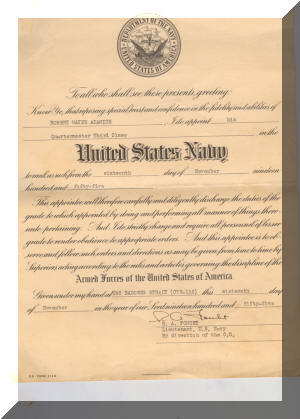 DEPARTMENT OF THE NAVY
UNITED STATES OF AMERICA
To all who shall see these presents, greeting:
Know Ye, that reposing special trust and confidence in the fidelity and abilities of
ROBERT WAYNE I do appoint him
Quartermaster Third Class in the
United States Navy
to rank as such from the sixteenth day of November nineteen
hundred and fifty-five
This appointee will therefore carefully and diligently discharge the duties of the
grade to which appointed by doing and performing all manner of things there-
unto pertaining. And I do strictly charge and require all personnel of lesser
grade to render obedience to appropriate orders. And this appointee is to ob-
serve and follow such orders and directions as may be given from time to time by
Superiors acting according to the rules and articles governing the discipline of the
Armed Forces of the United States of America.
Given under my hand at USS BADOENG STRAIT (CVE-116) this sixteenth day
of November in the year of our Lord nineteen hundred and fifty-five
Lieutenant, U.S. Navy
By direction of the C.O.